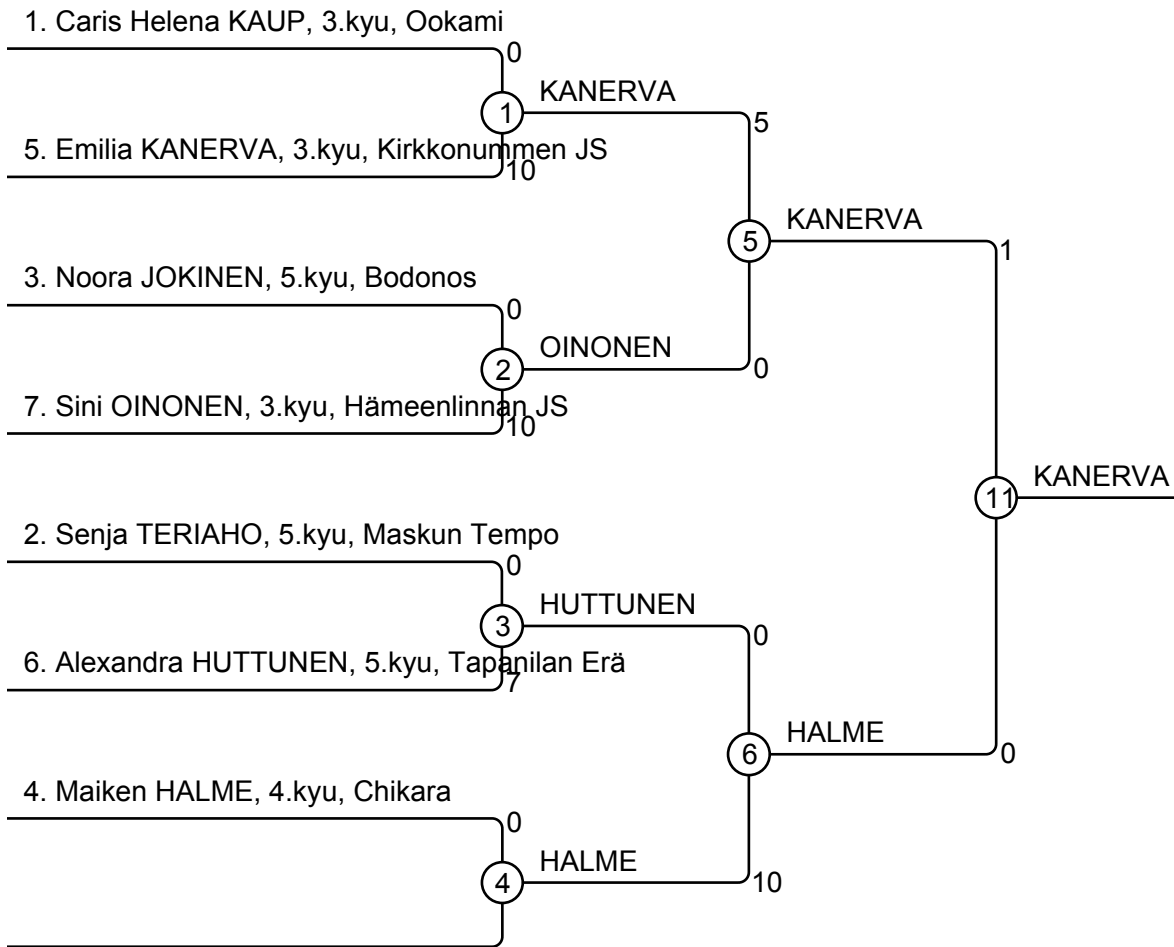 1. Caris Helena KAUP, 3.kyu, Ookami
0
1
KANERVA
5
5. Emilia KANERVA, 3.kyu, Kirkkonummen JS
10
5
KANERVA
1
3. Noora JOKINEN, 5.kyu, Bodonos
0
2
OINONEN
0
7. Sini OINONEN, 3.kyu, Hämeenlinnan JS
10
11
KANERVA
2. Senja TERIAHO, 5.kyu, Maskun Tempo
0
3
HUTTUNEN
0
6. Alexandra HUTTUNEN, 5.kyu, Tapanilan Erä
7
6
HALME
0
4. Maiken HALME, 4.kyu, Chikara
0
4
HALME
10